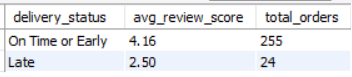 delivery_status avg_review_score total_orders
On Time or Early 4.16 255
Late 2.50 24